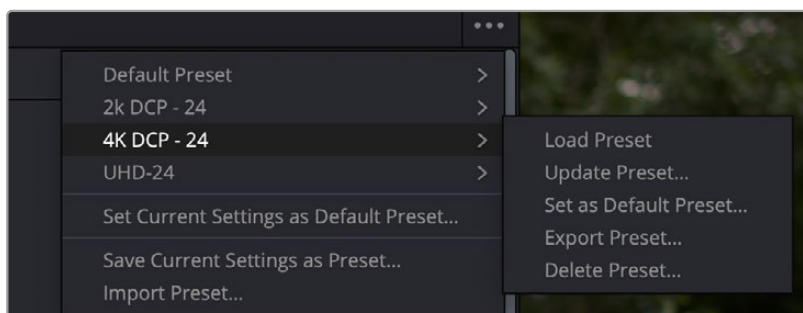 Default Preset
2k DCP - 24
4K DCP - 24
UHD-24
Set Current Settings as Default Preset...
Save Current Settings as Preset...
Import Preset...
Load Preset
Update Preset...
Set as Default Preset...
Export Preset...
Delete Preset...